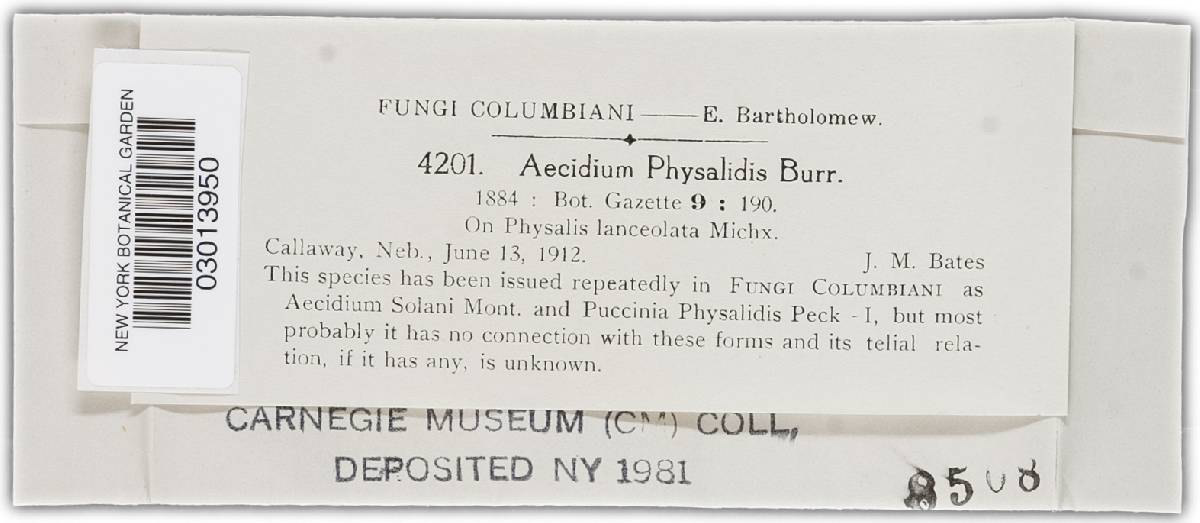 NEW YORK BOTANICAL GARDEN
03013950
FUNGI COLUMBIANI——E. Bartholomew.
4201. Aecidium Physalidis Burr.
1884 : Bot. Gazette 9 : 190.
On Physalis lanceolata Michx.
Callaway, Neb., June 13, 1912. J. M. Bates
This species has been issued repeatedly in FUNGI COLUMBIANI as
Aecidium Solani Mont. and Puccinia Physalidis Peck - I, but most
probably it has no connection with these forms and its telial rela-
tion, if it has any, is unknown.
CARNEGIE MUSEUM (CM) COLL,
DEPOSITED NY 1981